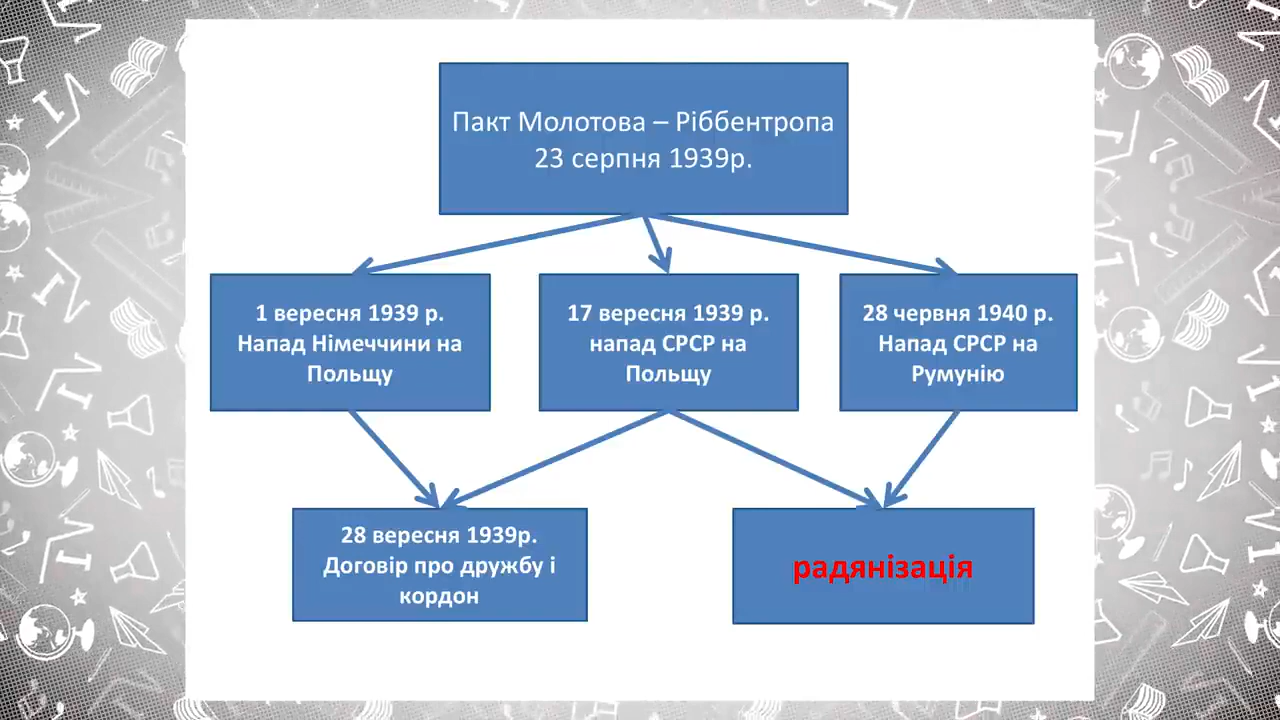 Пакт Молотова – Ріббентропа
23 серпня 1939р.
1 вересня 1939 р.
Напад Німеччини на
Польщу
17 вересня 1939 р.
напад СРСР на
Польщу
28 червня 1940 р.
Напад СРСР на
Румунію
28 вересня 1939р.
Договір про дружбу і
кордон
радянізація